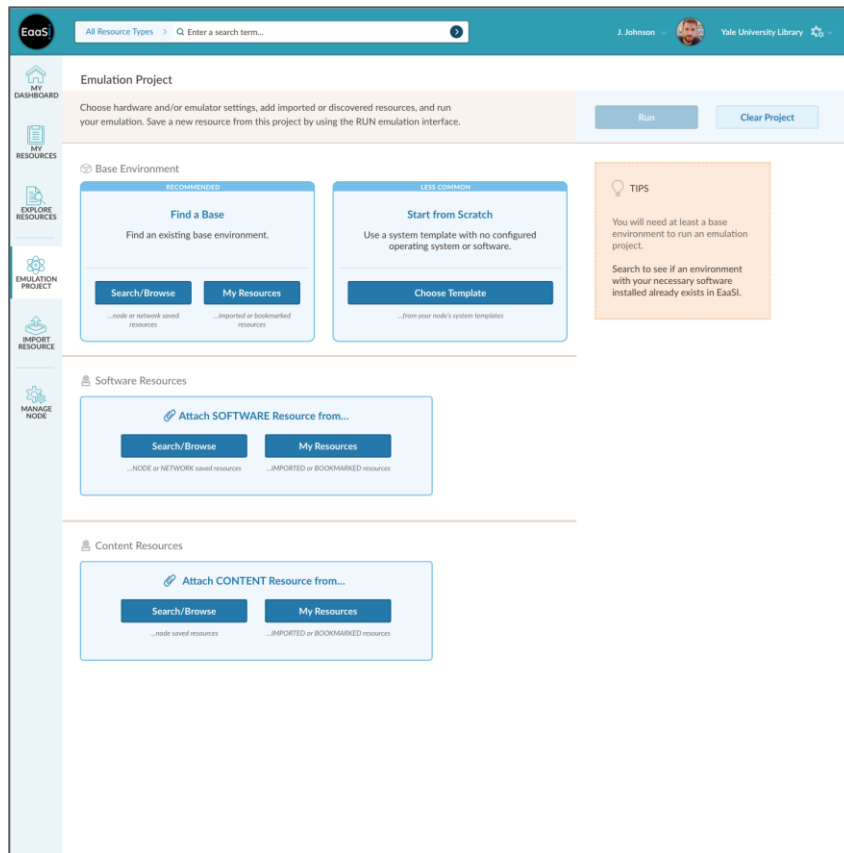 EaaSi
All Resource Types > Enter a search term...
J. Johnson
Yale University Library
MY
DASHBOARD
MY
RESOURCES
EXPLORE
RESOURCES
EMULATION
PROJECT
IMPORT
RESOURCE
MANAGE
NODE
Emulation Project
Choose hardware and/or emulator settings, add imported or discovered resources, and run
your emulation. Save a new resource from this project by using the RUN emulation interface.
Run
Clear Project
Base Environment
RECOMMENDED
Find a Base
Find an existing base environment.
Search/Browse
My Resources
...node or network saved
resources
...imported or bookmarked
resources
LESS COMMON
Start from Scratch
Use a system template with no configured
operating system or software.
Choose Template
...from your node's system templates
TIPS
You will need at least a base
environment to run an emulation
project.
Search to see if an environment
with your necessary software
installed already exists in EaaSI.
Software Resources
Attach SOFTWARE Resource from...
Search/Browse
My Resources
...NODE or NETWORK saved resources
...IMPORTED or BOOKMARKED resources
Content Resources
Attach CONTENT Resource from...
Search/Browse
My Resources
...node saved resources
...IMPORTED or BOOKMARKED resources